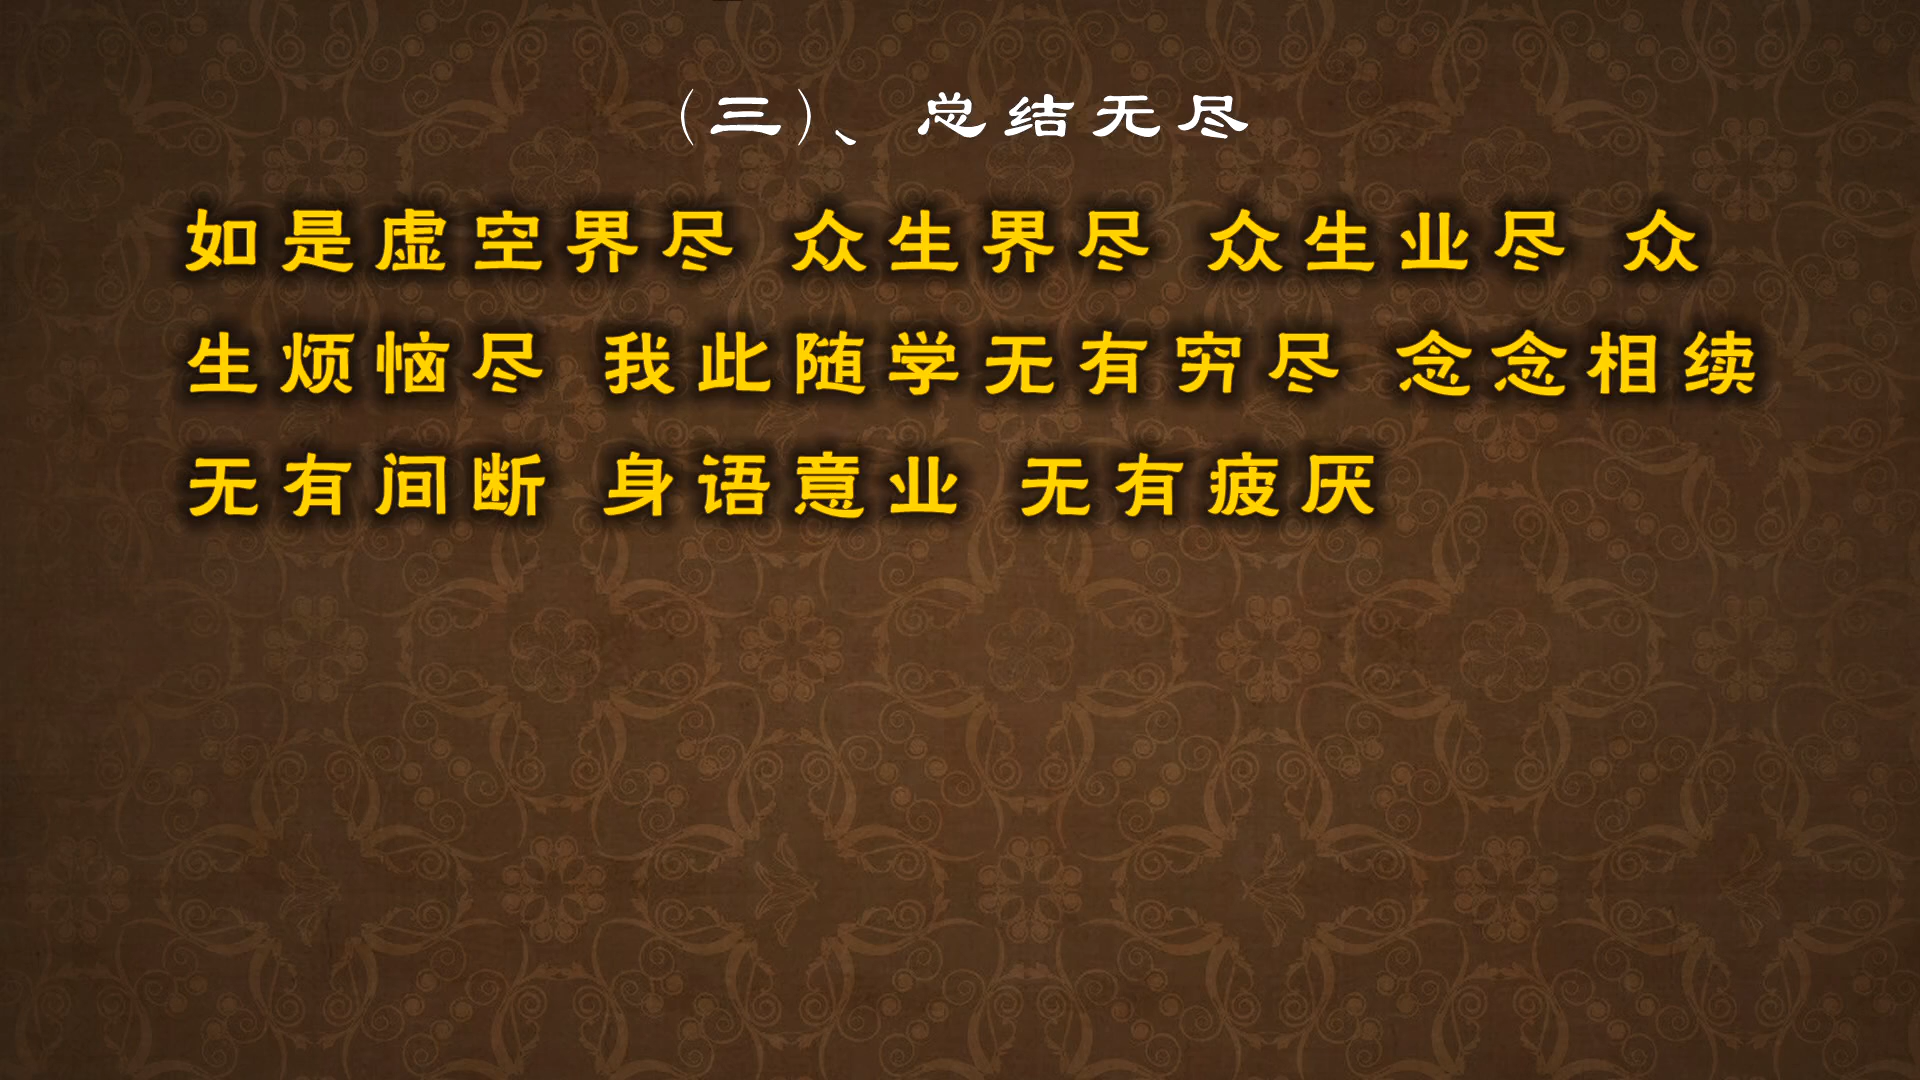 (三)、 总结无尽
如是虚空界尽 众生界尽 众生业尽 众
生烦恼尽 我此随学无有穷尽 念念相续
无有间断 身语意业 无有疲厌